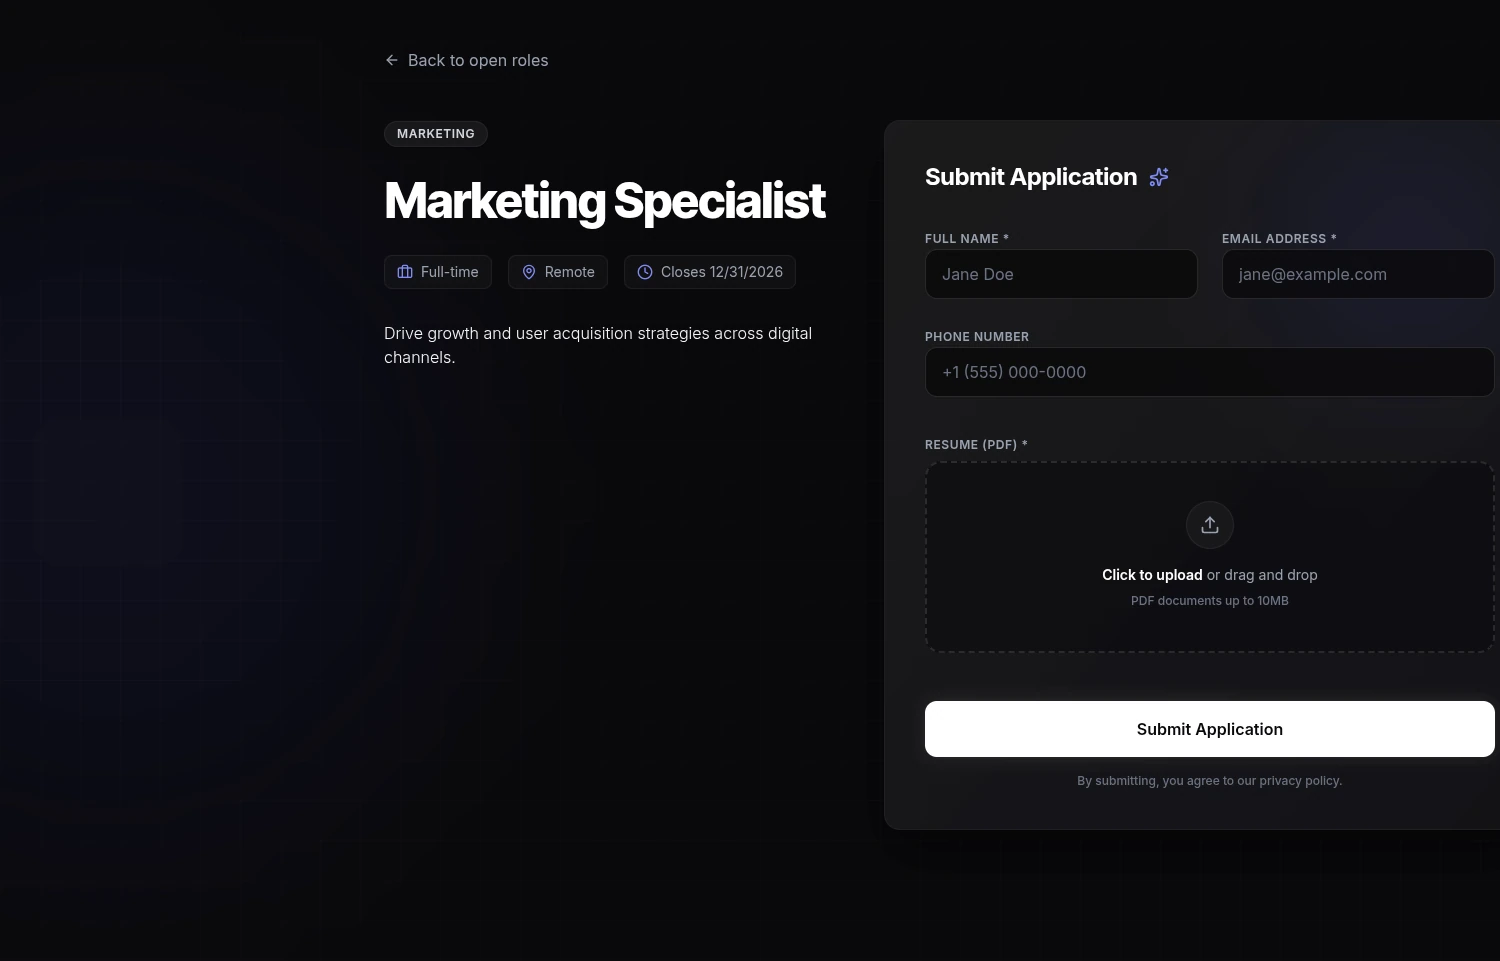 Back to open roles
MARKETING
Marketing Specialist
Full-time
Remote
Closes 12/31/2026
Drive growth and user acquisition strategies across digital
channels.
Submit Application
FULL NAME *
EMAIL ADDRESS *
Jane Doe
jane@example.com
PHONE NUMBER
+1 (555) 000-0000
RESUME (PDF) *
Click to upload or drag and drop
PDF documents up to 10MB
Submit Application
By submitting, you agree to our privacy policy.